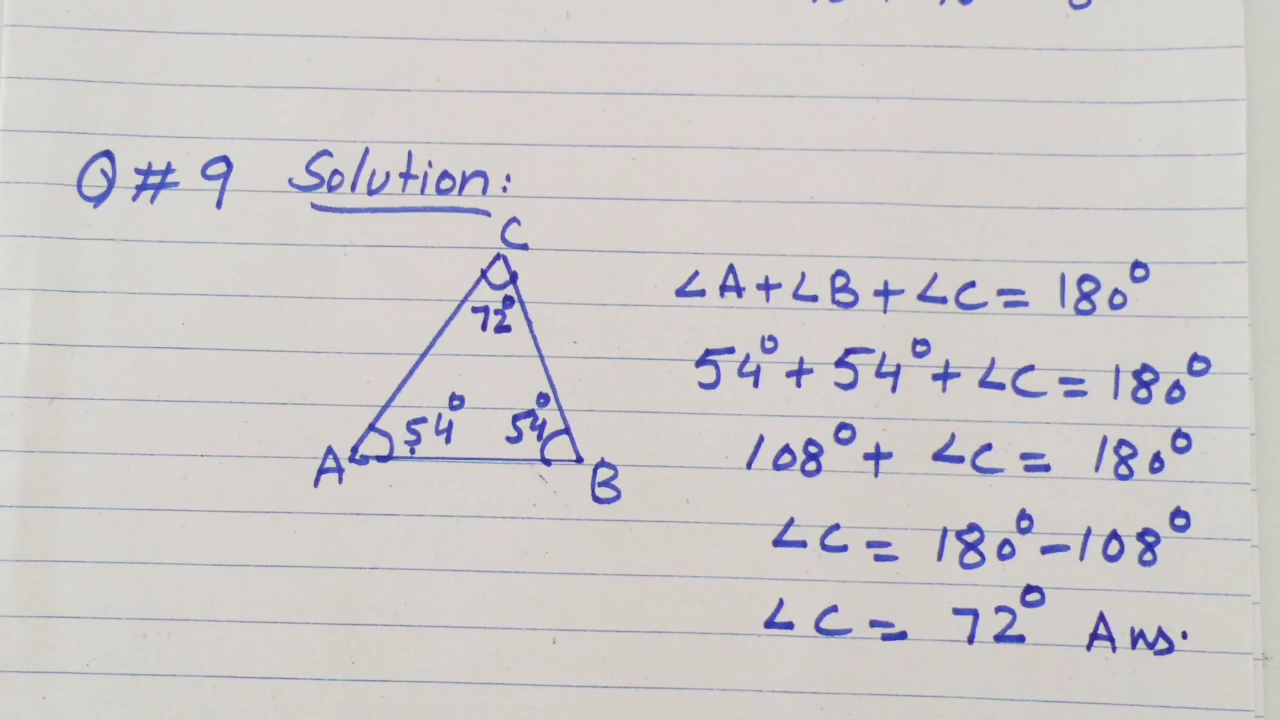 Q # 9 Solution:
C
72°
54° 54°
A B
∠A+∠B+∠C = 180°
54°+ 54°+ ∠C = 180°
108°+ ∠C = 180°
∠C = 180°-108°
∠C = 72° Ans.